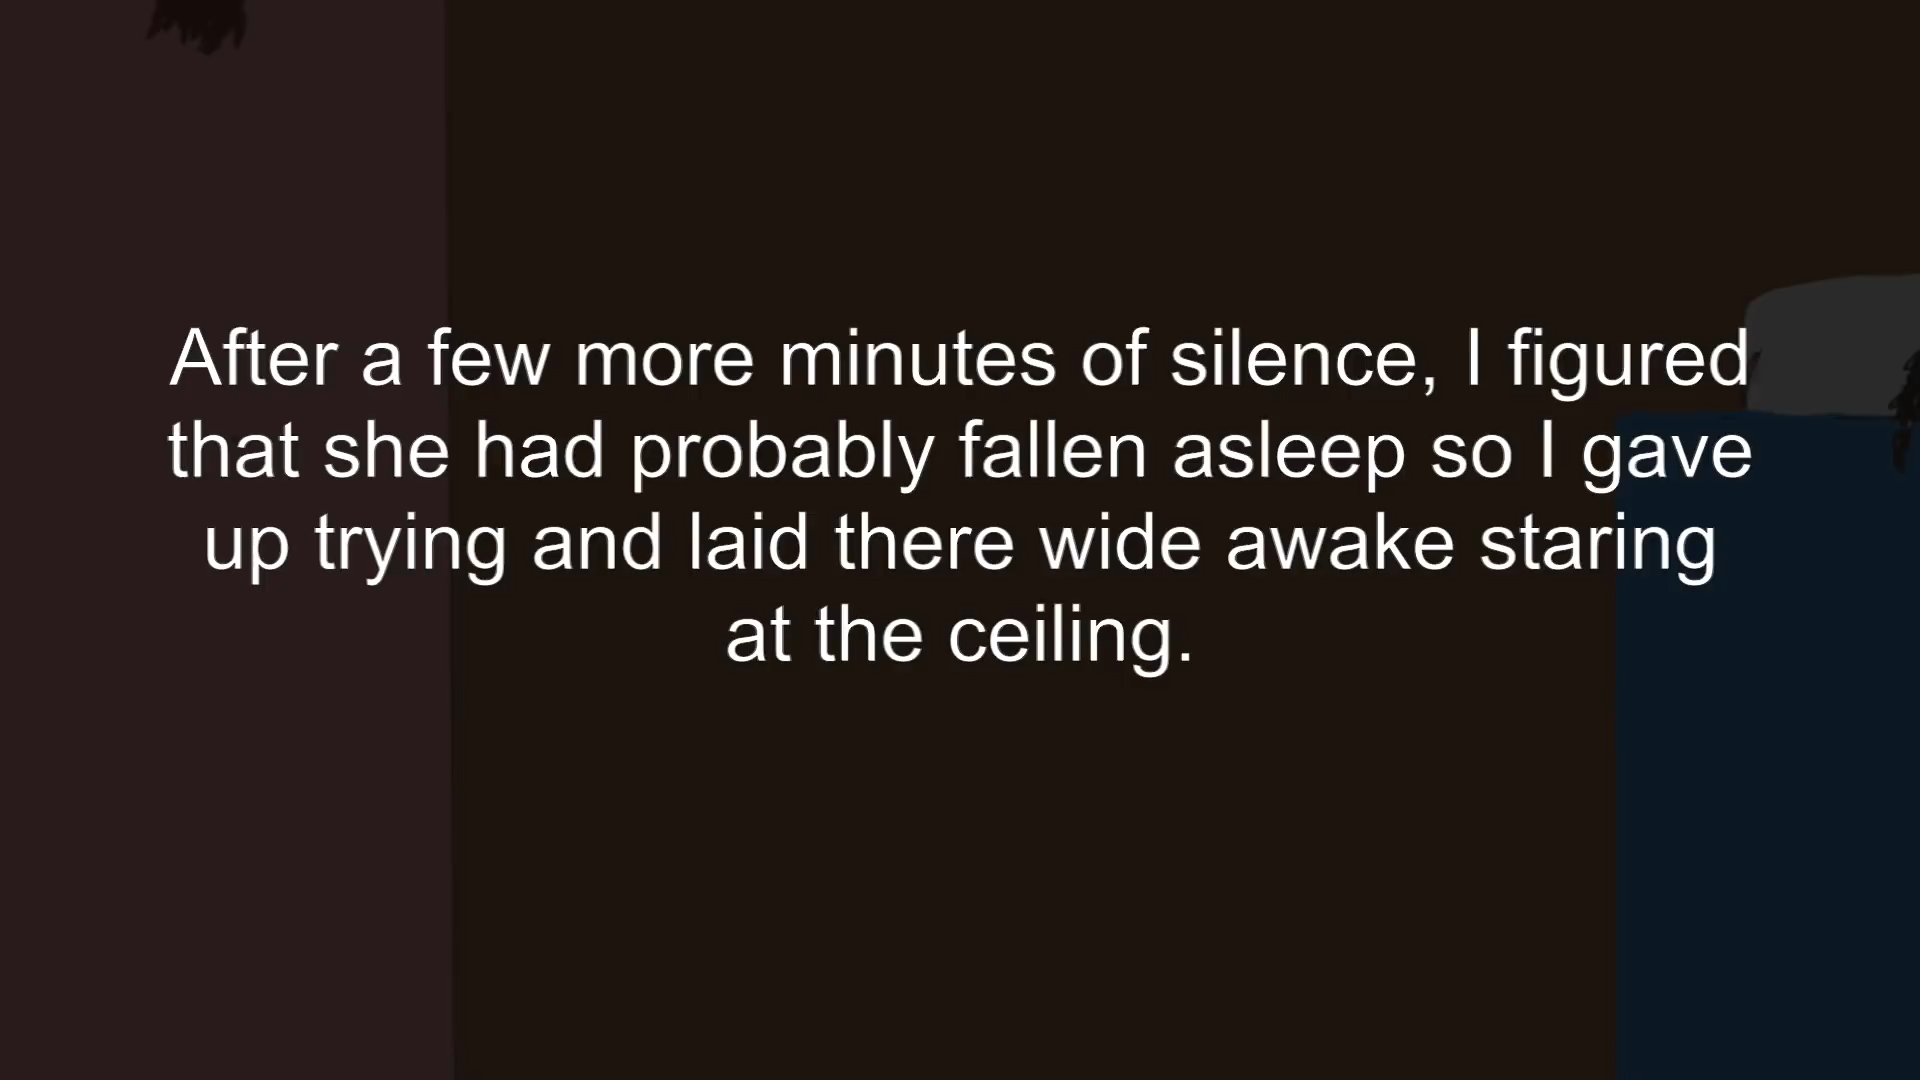 After a few more minutes of silence, I figured
that she had probably fallen asleep so I gave
up trying and laid there wide awake staring
at the ceiling.